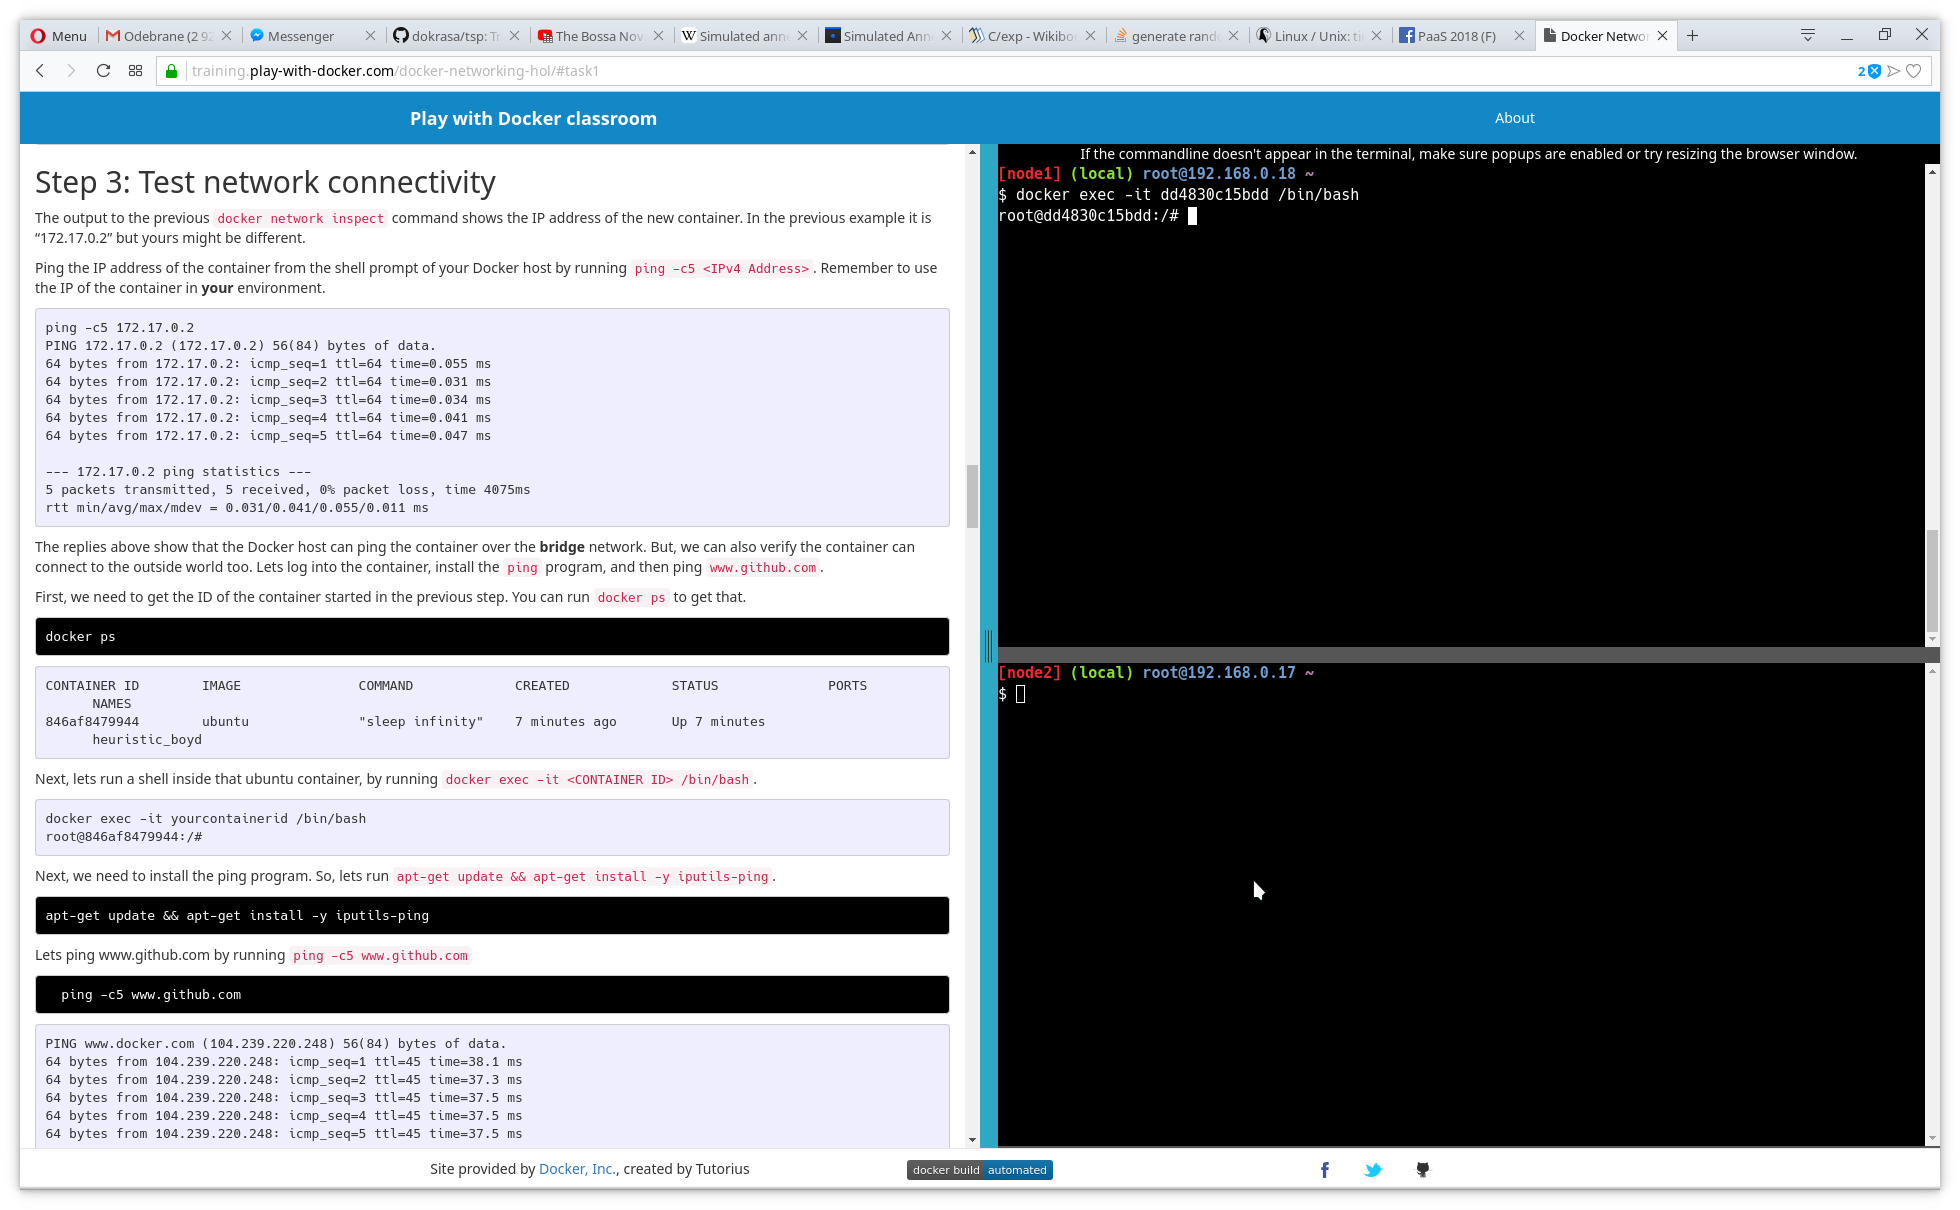 Menu
Odebrane (2 92
Messenger
dokrasa/tsp: Tr
The Bossa Nov
Simulated anne
Simulated Ann
C/exp - Wikiboo
generate rand
Linux / Unix: ti
PaaS 2018 (F)
Docker Networ
training.play-with-docker.com/docker-networking-hol/#task1
2
Play with Docker classroom
About
Step 3: Test network connectivity
The output to the previous docker network inspect command shows the IP address of the new container. In the previous example it is
“172.17.0.2” but yours might be different.
Ping the IP address of the container from the shell prompt of your Docker host by running ping -c5 <IPv4 Address>. Remember to use
the IP of the container in your environment.
ping -c5 172.17.0.2
PING 172.17.0.2 (172.17.0.2) 56(84) bytes of data.
64 bytes from 172.17.0.2: icmp_seq=1 ttl=64 time=0.055 ms
64 bytes from 172.17.0.2: icmp_seq=2 ttl=64 time=0.031 ms
64 bytes from 172.17.0.2: icmp_seq=3 ttl=64 time=0.034 ms
64 bytes from 172.17.0.2: icmp_seq=4 ttl=64 time=0.041 ms
64 bytes from 172.17.0.2: icmp_seq=5 ttl=64 time=0.047 ms
--- 172.17.0.2 ping statistics ---
5 packets transmitted, 5 received, 0% packet loss, time 4075ms
rtt min/avg/max/mdev = 0.031/0.041/0.055/0.011 ms
The replies above show that the Docker host can ping the container over the bridge network. But, we can also verify the container can
connect to the outside world too. Lets log into the container, install the ping program, and then ping www.github.com.
First, we need to get the ID of the container started in the previous step. You can run docker ps to get that.
docker ps
CONTAINER ID IMAGE COMMAND CREATED STATUS PORTS
NAMES
846af8479944 ubuntu "sleep infinity" 7 minutes ago Up 7 minutes
heuristic_boyd
Next, lets run a shell inside that ubuntu container, by running docker exec -it <CONTAINER ID> /bin/bash.
docker exec -it yourcontainerid /bin/bash
root@846af8479944:/#
Next, we need to install the ping program. So, lets run apt-get update && apt-get install -y iputils-ping.
apt-get update && apt-get install -y iputils-ping
Lets ping www.github.com by running ping -c5 www.github.com
ping -c5 www.github.com
PING www.docker.com (104.239.220.248) 56(84) bytes of data.
64 bytes from 104.239.220.248: icmp_seq=1 ttl=45 time=38.1 ms
64 bytes from 104.239.220.248: icmp_seq=2 ttl=45 time=37.3 ms
64 bytes from 104.239.220.248: icmp_seq=3 ttl=45 time=37.5 ms
64 bytes from 104.239.220.248: icmp_seq=4 ttl=45 time=37.5 ms
64 bytes from 104.239.220.248: icmp_seq=5 ttl=45 time=37.5 ms
If the commandline doesn't appear in the terminal, make sure popups are enabled or try resizing the browser window.
[node1] (local) root@192.168.0.18 ~
$ docker exec -it dd4830c15bdd /bin/bash
root@dd4830c15bdd:/#
[node2] (local) root@192.168.0.17 ~
$
Site provided by Docker, Inc., created by Tutorius
docker build automated